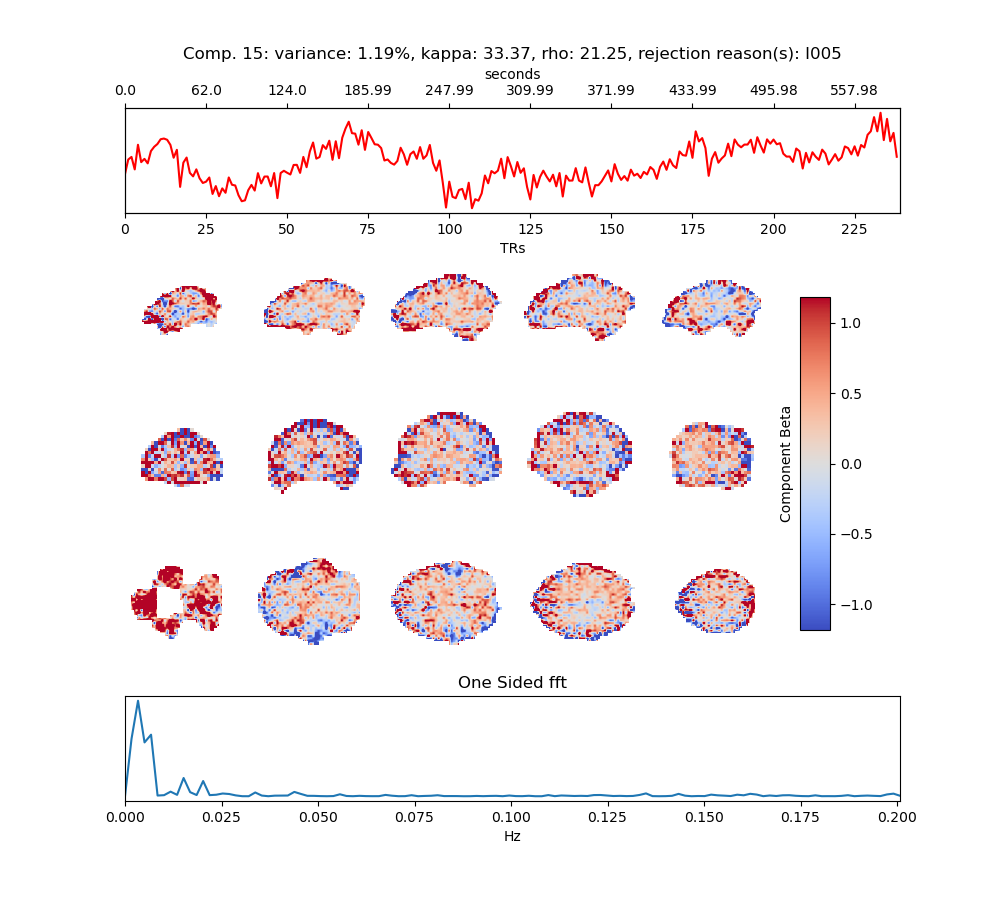 Comp. 15: variance: 1.19%, kappa: 33.37, rho: 21.25, rejection reason(s): I005
seconds
0.0 62.0 124.0 185.99 247.99 309.99 371.99 433.99 495.98 557.98
0 25 50 75 100 125 150 175 200 225
TRs
1.0
0.5
0.0
−0.5
−1.0
Component Beta
One Sided fft
0.000 0.025 0.050 0.075 0.100 0.125 0.150 0.175 0.200
Hz